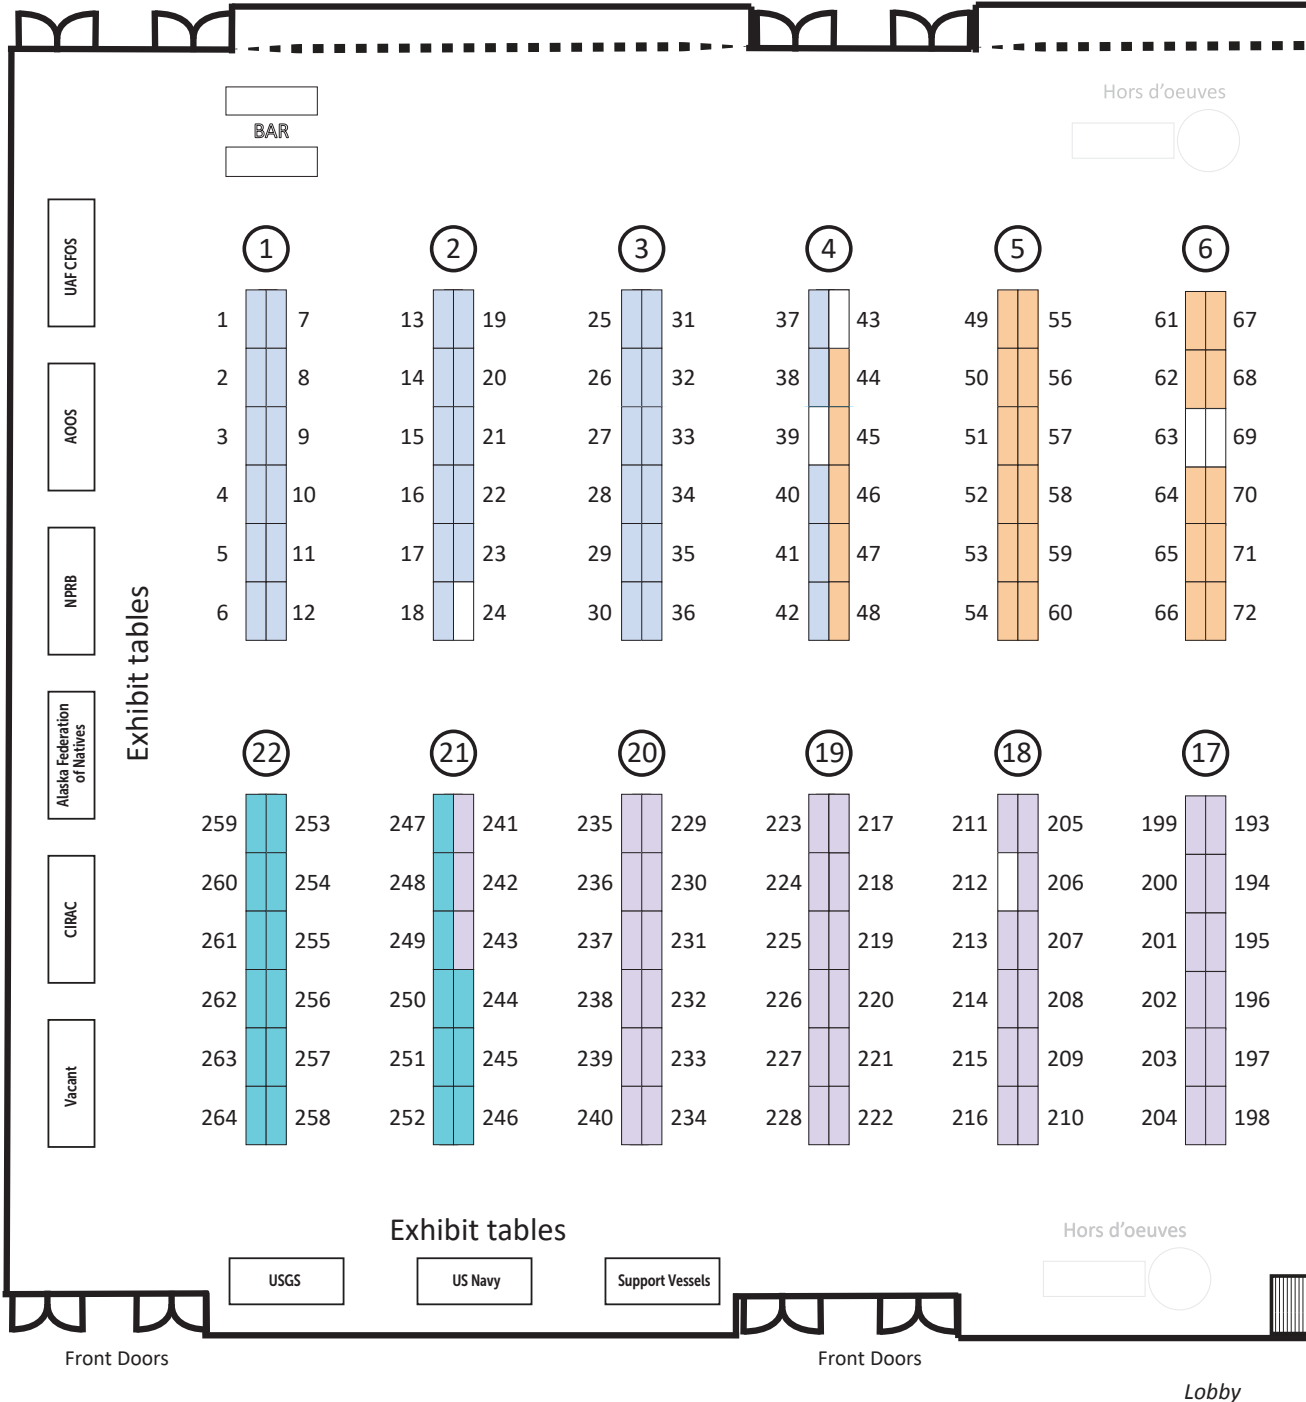 Hors d'oeuves
BAR
UAF CFOS
AOOS
NPRB
Alaska Federation
of Natives
CIRAC
Vacant
Exhibit tables
1 2 3 4 5 6
1 7 13 19 25 31 37 43 49 55 61 67
2 8 14 20 26 32 38 44 50 56 62 68
3 9 15 21 27 33 39 45 51 57 63 69
4 10 16 22 28 34 40 46 52 58 64 70
5 11 17 23 29 35 41 47 53 59 65 71
6 12 18 24 30 36 42 48 54 60 66 72
22 21 20 19 18 17
259 253 247 241 235 229 223 217 211 205 199 193
260 254 248 242 236 230 224 218 212 206 200 194
261 255 249 243 237 231 225 219 213 207 201 195
262 256 250 244 238 232 226 220 214 208 202 196
263 257 251 245 239 233 227 221 215 209 203 197
264 258 252 246 240 234 228 222 216 210 204 198
Exhibit tables
Hors d'oeuves
USGS
US Navy
Support Vessels
Front Doors
Front Doors
Lobby